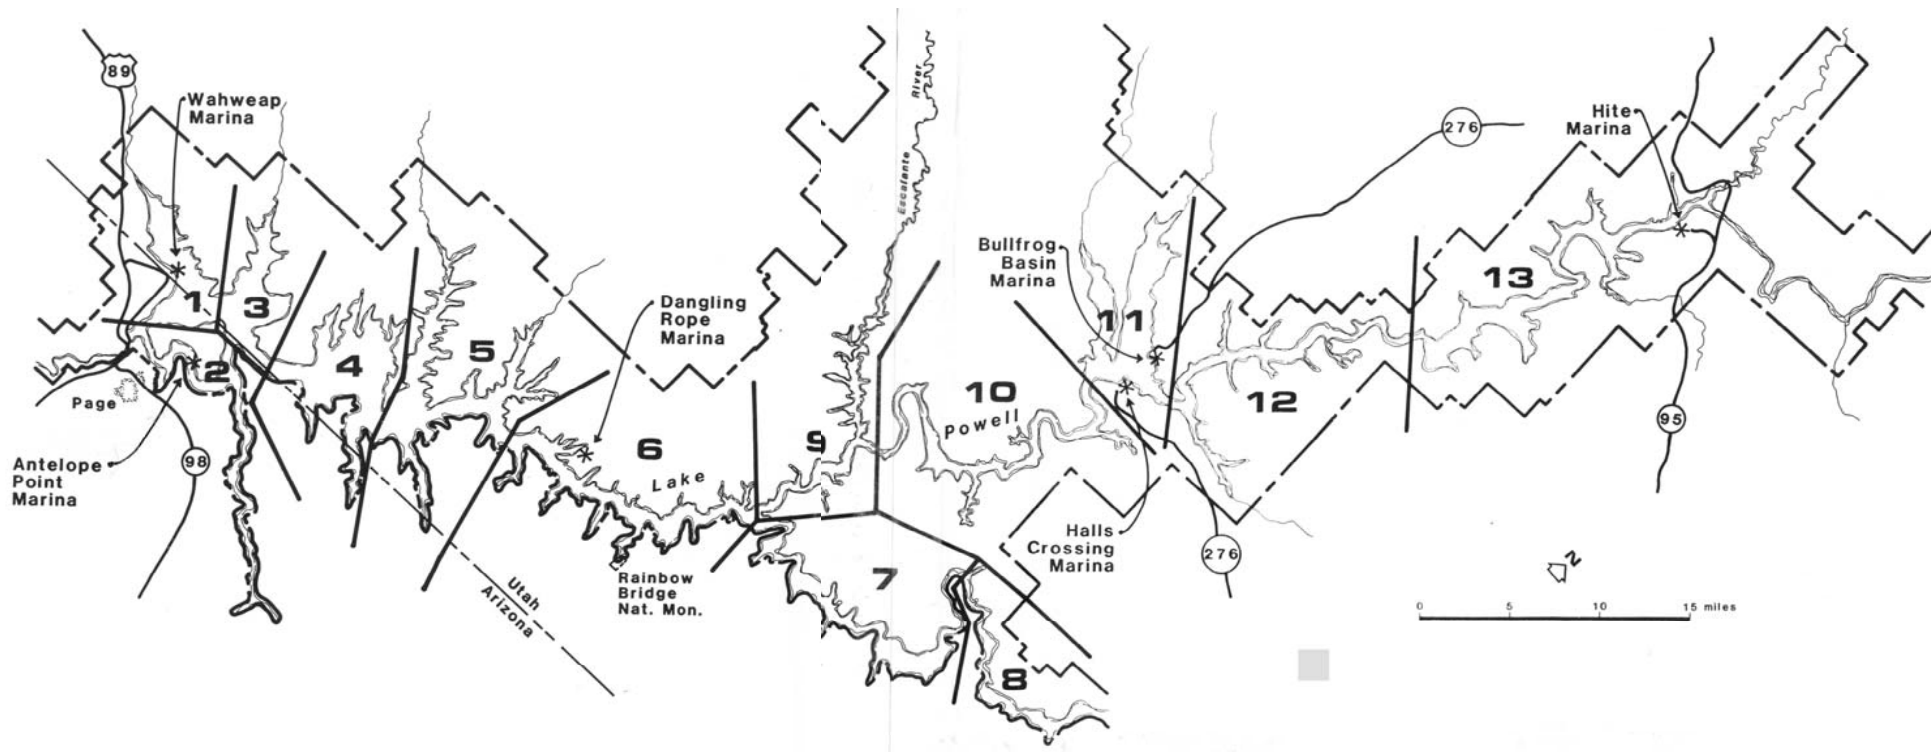 89
Wahweap
Marina
1
3
2
Page
98
Antelope
Point
Marina
4
5
Dangling
Rope
Marina
6
Lake
Rainbow
Bridge
Nat. Mon.
Utah
Arizona
Escalante River
9
10
Powell
7
8
Bullfrog
Basin
Marina
11
276
Halls
Crossing
Marina
276
12
13
Hite
Marina
95
N
0 5 10 15 miles